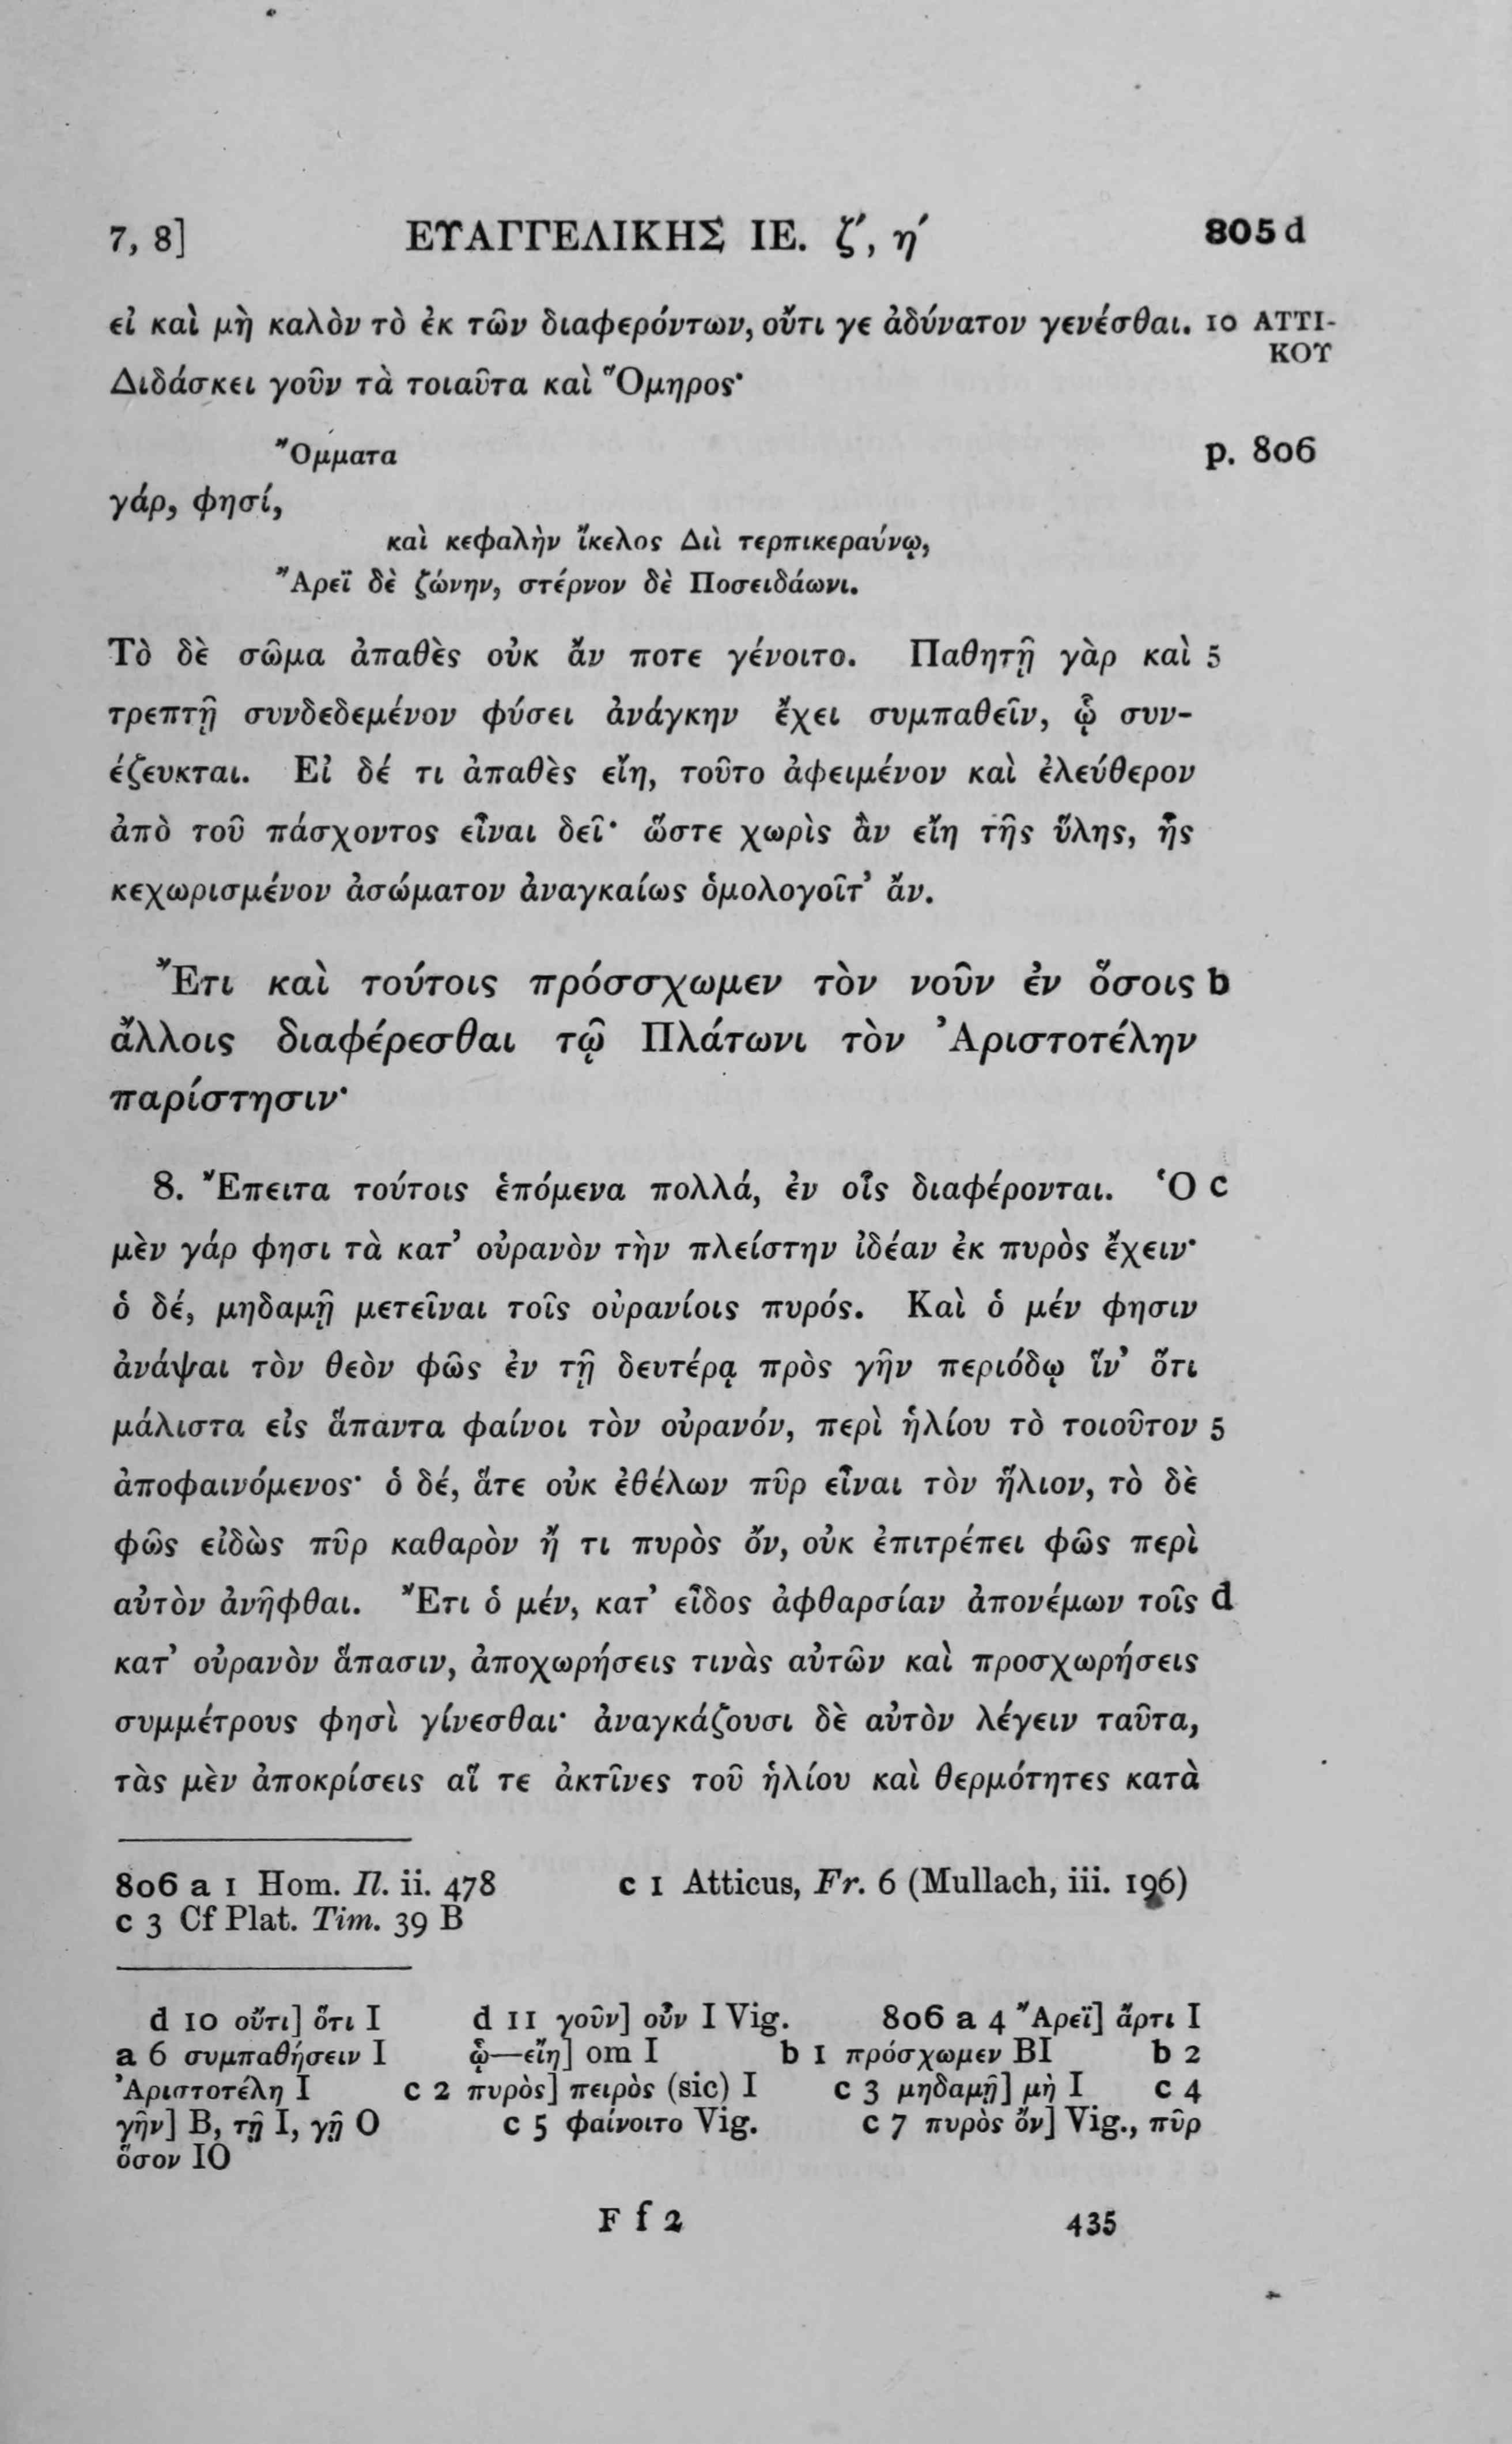 7, 8] ΕΥΑΓΓΕΛΙΚΗΣ ΙΕ. ζ´, η´ 805 d
εἰ καὶ μὴ καλὸν τὸ ἐκ τῶν διαφερόντων, οὔτι γε ἀδύνατον γενέσθαι. 10 ΑΤΤΙ-
ΚΟΥ
Διδάσκει γοῦν τὰ τοιαῦτα καὶ Ὅμηρος·
Ὄμματα p. 806
γάρ, φησί,
καὶ κεφαλὴν ἴκελος Διὶ τερπικεραύνῳ,
Ἄρεϊ δὲ ζώνην, στέρνον δὲ Ποσειδάωνι.
Τὸ δὲ σῶμα ἀπαθὲς οὐκ ἄν ποτε γένοιτο. Παθητῇ γὰρ καὶ 5
τρεπτῇ συνδεδεμένον φύσει ἀνάγκην ἔχει συμπαθεῖν, ᾧ συν-
έζευκται. Εἰ δέ τι ἀπαθὲς εἴη, τοῦτο ἀφειμένον καὶ ἐλεύθερον
ἀπὸ τοῦ πάσχοντος εἶναι δεῖ· ὥστε χωρὶς ἂν εἴη τῆς ὕλης, ἧς
κεχωρισμένον ἀσώματον ἀναγκαίως ὁμολογοῖτ’ ἄν.
Ἔτι καὶ τούτοις πρόσσχωμεν τὸν νοῦν ἐν ὅσοις b
ἄλλοις διαφέρεσθαι τῷ Πλάτωνι τὸν Ἀριστοτέλην
παρίστησιν·
8. Ἔπειτα τούτοις ἑπόμενα πολλά, ἐν οἷς διαφέρονται. Ὁ c
μὲν γάρ φησι τὰ κατ’ οὐρανὸν τὴν πλείστην ἰδέαν ἐκ πυρὸς ἔχειν·
ὁ δέ, μηδαμῇ μετεῖναι τοῖς οὐρανίοις πυρός. Καὶ ὁ μέν φησιν
ἀνάψαι τὸν θεὸν φῶς ἐν τῇ δευτέρᾳ πρὸς γῆν περιόδῳ ἵν’ ὅτι
μάλιστα εἰς ἅπαντα φαίνοι τὸν οὐρανόν, περὶ ἡλίου τὸ τοιοῦτον 5
ἀποφαινόμενος· ὁ δέ, ἅτε οὐκ ἐθέλων πῦρ εἶναι τὸν ἥλιον, τὸ δὲ
φῶς εἰδὼς πῦρ καθαρὸν ἤ τι πυρὸς ὄν, οὐκ ἐπιτρέπει φῶς περὶ
αὐτὸν ἀνῆφθαι. Ἔτι ὁ μέν, κατ’ εἶδος ἀφθαρσίαν ἀπονέμων τοῖς d
κατ’ οὐρανὸν ἅπασιν, ἀποχωρήσεις τινὰς αὐτῶν καὶ προσχωρήσεις
συμμέτρους φησὶ γίνεσθαι· ἀναγκάζουσι δὲ αὐτὸν λέγειν ταῦτα,
τὰς μὲν ἀποκρίσεις αἵ τε ἀκτῖνες τοῦ ἡλίου καὶ θερμότητες κατὰ
806 a 1 Hom. Il. ii. 478 c 1 Atticus, Fr. 6 (Mullach, iii. 196)
c 3 Cf Plat. Tim. 39 B
d 10 οὔτι] ὅτι I d 11 γοῦν] οὖν I Vig. 806 a 4 Ἄρεϊ] ἄρτι I
a 6 συμπαθήσειν I ᾧ—εἴη] om I b 1 πρόσχωμεν BI b 2
Ἀριστοτέλη I c 2 πυρὸς] πειρὸς (sic) I c 3 μηδαμῇ] μὴ I c 4
γῆν] B, τῇ I, γῇ O c 5 φαίνοιτο Vig. c 7 πυρὸς ὄν] Vig., πῦρ
ὅσον IO
F f 2 435